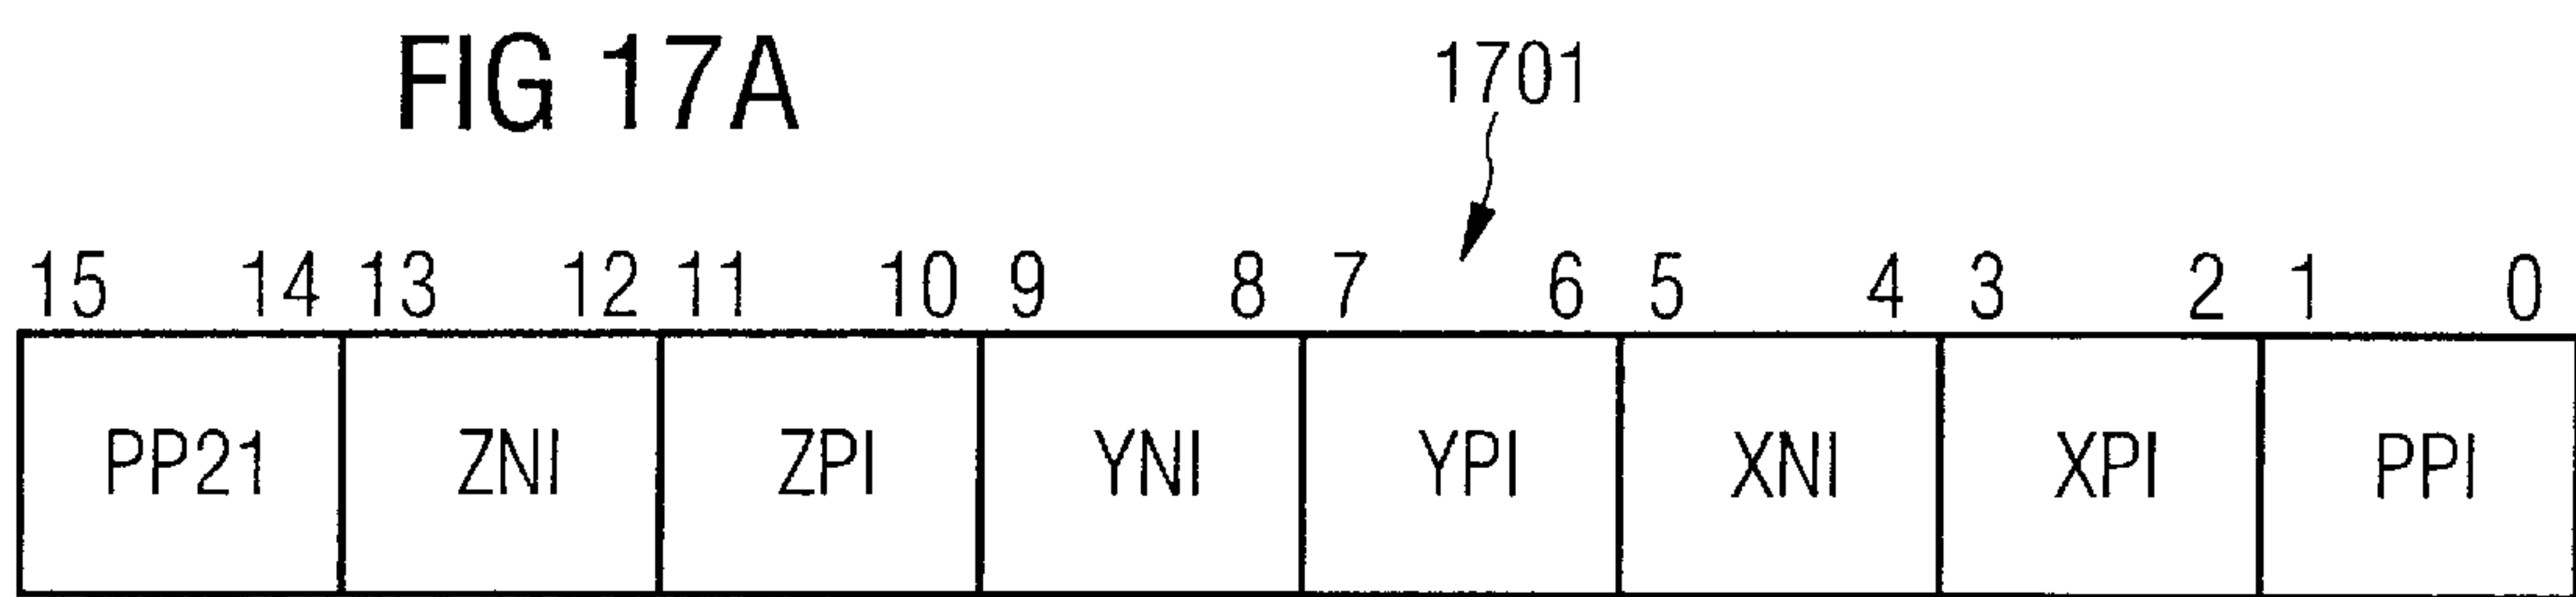 FIG 17A
1701
15 14 13 12 11 10 9 8 7 6 5 4 3 2 1 0
PP21 ZNI ZPI YNI YPI XNI XPI PPI